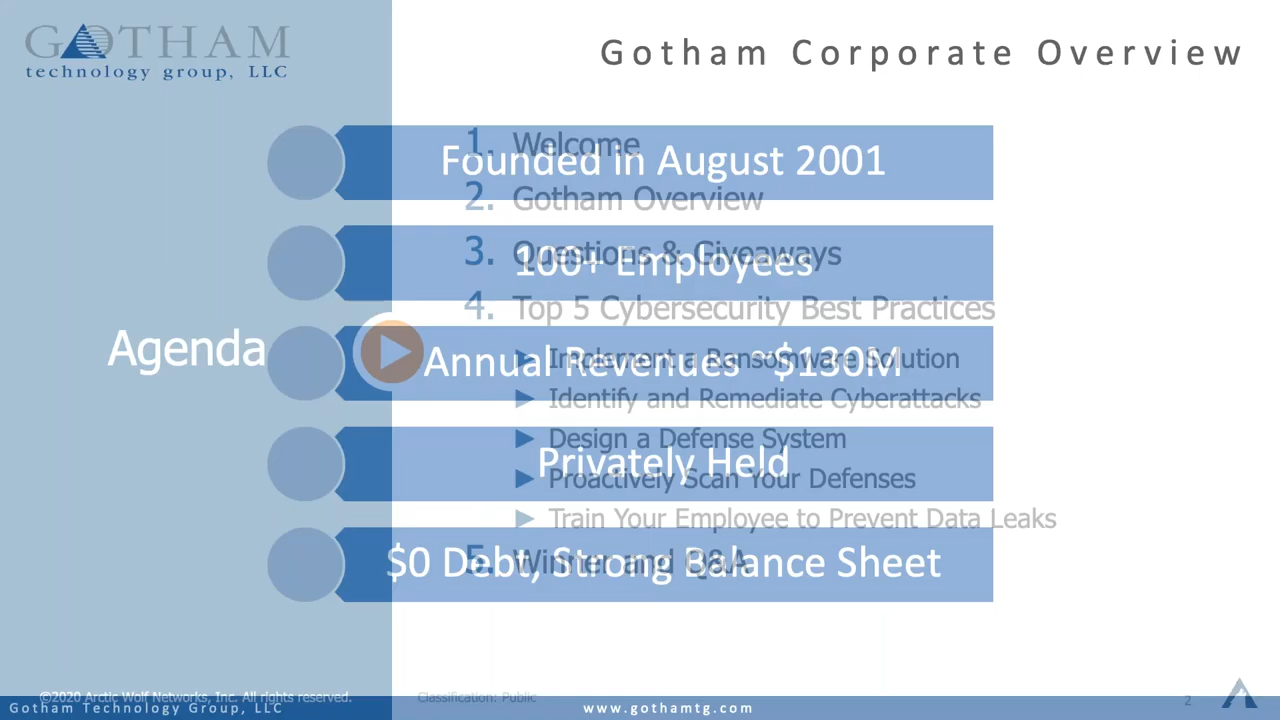 GOTHAM
technology group, LLC
Gotham Corporate Overview
Founded in August 2001
100+ Employees
Annual Revenues ~$130M
Privately Held
$0 Debt, Strong Balance Sheet
Agenda
1. Welcome
2. Gotham Overview
3. Questions & Giveaways
4. Top 5 Cybersecurity Best Practices
Implement a Ransomware Solution
Identify and Remediate Cyberattacks
Design a Defense System
Proactively Scan Your Defenses
Train Your Employee to Prevent Data Leaks
5. Winner and Q&A
©2020 Arctic Wolf Networks, Inc. All rights reserved.
Classification: Public
2
Gotham Technology Group, LLC
www.gothamtg.com